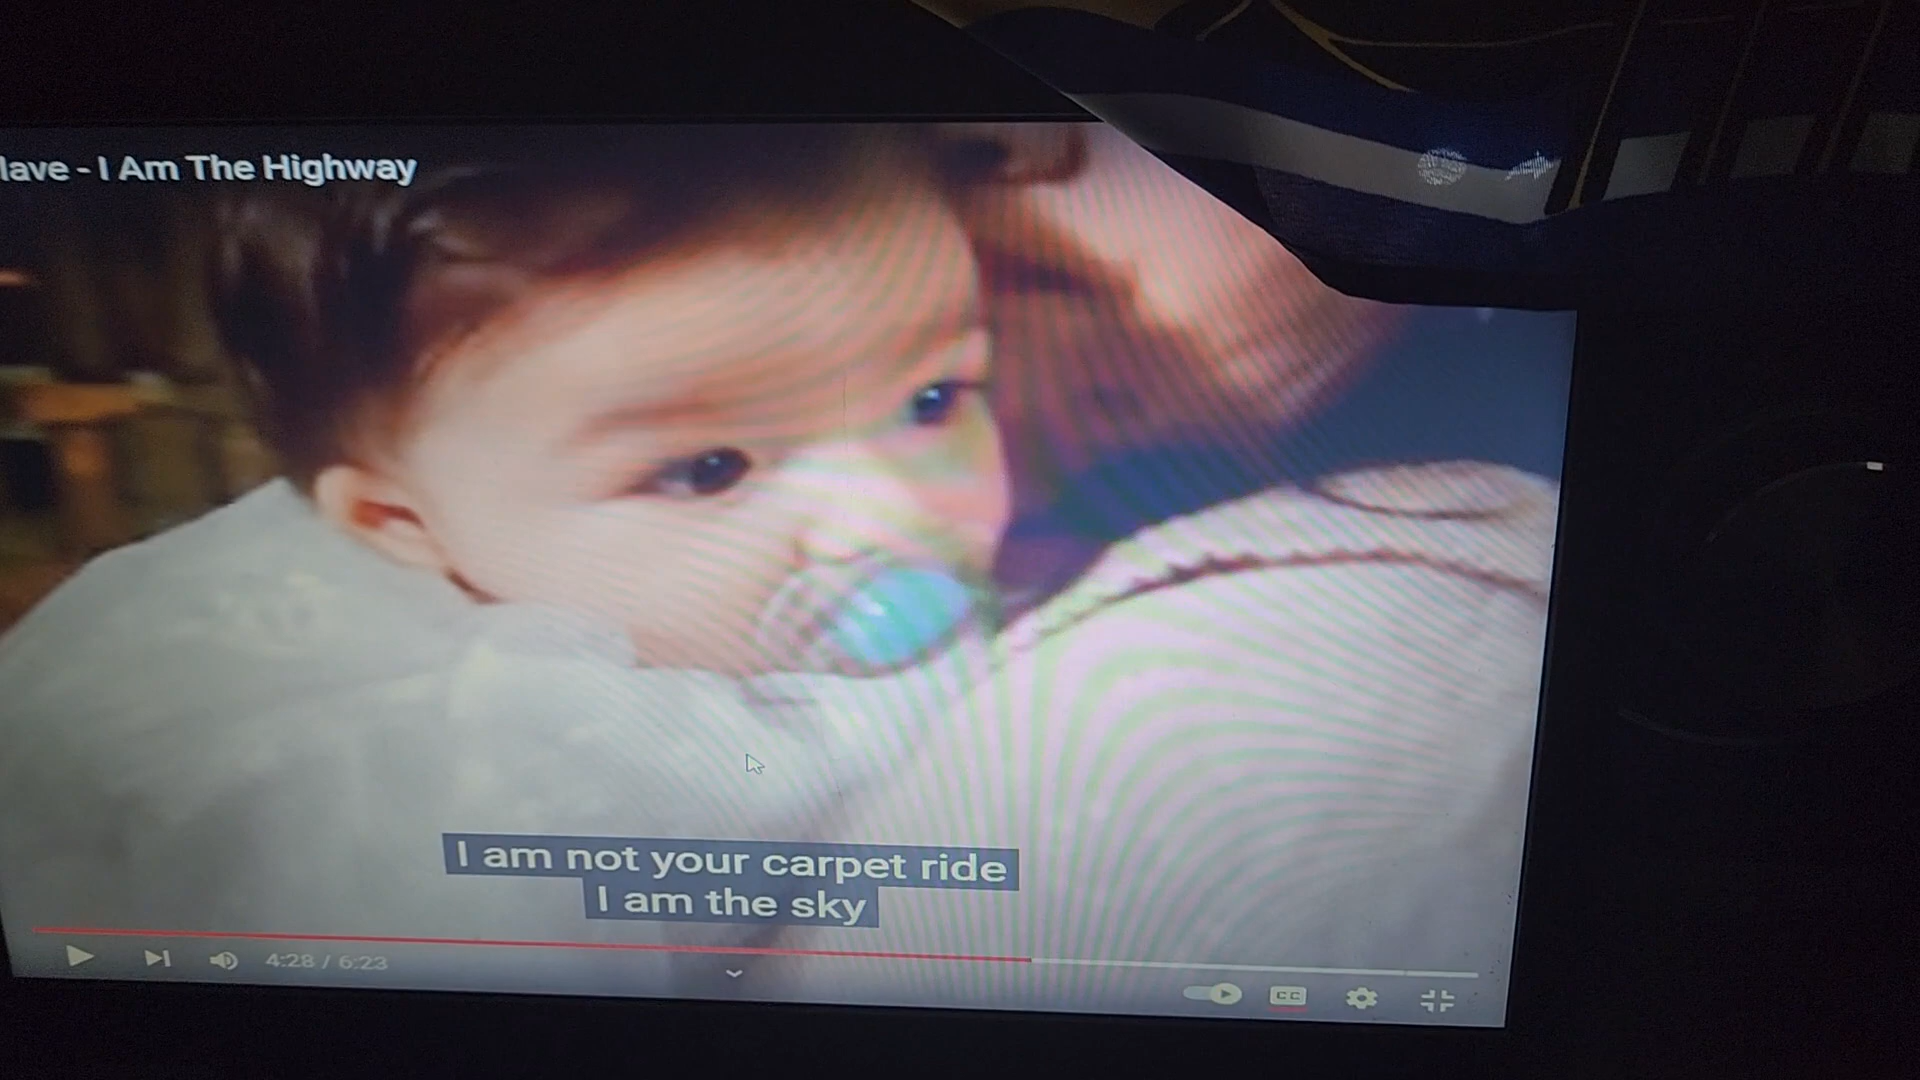 lave - I Am The Highway
I am not your carpet ride
I am the sky
4:28 / 6:23
CC